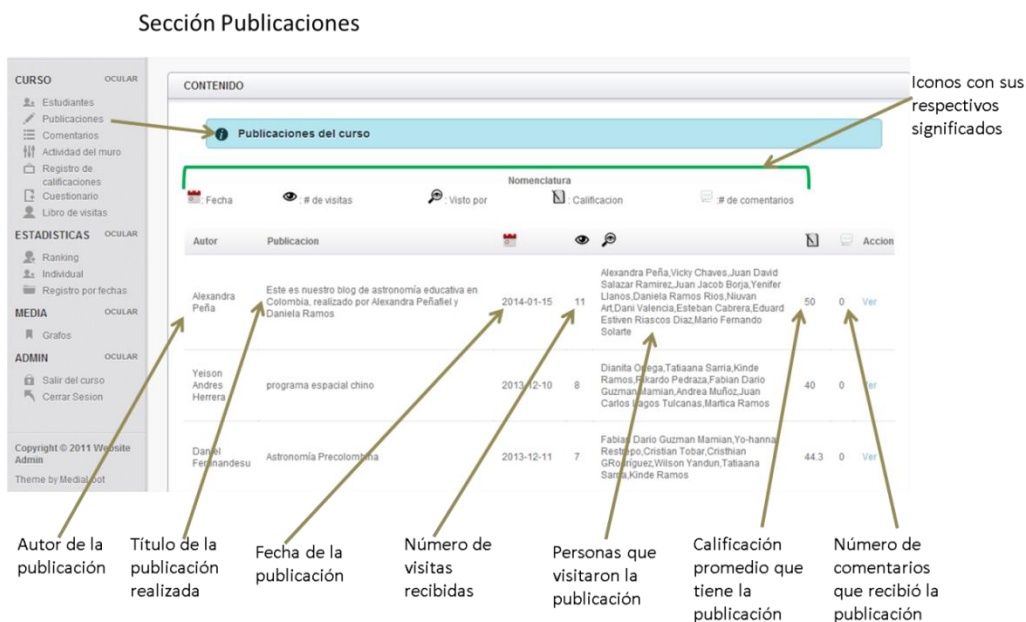 Sección Publicaciones
CURSO OCULAR
Estudiantes
Publicaciones
Comentarios
Actividad del muro
Registro de
calificaciones
Cuestionario
Libro de visitas
ESTADISTICAS OCULAR
Ranking
Individual
Registro por fechas
MEDIA OCULAR
Grafos
ADMIN OCULAR
Salir del curso
Cerrar Sesion
Copyright © 2011 Website
Admin
Theme by MediaLoot
CONTENIDO
Publicaciones del curso
Nomenclatura
: Fecha : # de visitas : Visto por : Calificacion :# de comentarios
Autor Publicacion Accion
Alexandra
Peña
Este es nuestro blog de astronomía educativa en
Colombia, realizado por Alexandra Peñafiel y
Daniela Ramos
2014-01-15 11
Alexandra Peña,Vicky Chaves,Juan David
Salazar Ramirez,Juan Jacob Borja,Yenifer
Llanos,Daniela Ramos Rios,Niuvan
Art,Dani Valencia,Esteban Cabrera,Eduard
Estiven Riascos Diaz,Mario Fernando
Solarte
50 0 Ver
Yeison
Andres
Herrera
programa espacial chino
2013-12-10 8
Dianita Ortega,Tatiaana Sarria,Kinde
Ramos,Rikardo Pedraza,Fabian Dario
Guzman Mamian,Andrea Muñoz,Juan
Carlos Lagos Tulcanas,Martica Ramos
40 0 Ver
Daniel
Fernnandesu
Astronomía Precolombina
2013-12-11 7
Fabian Dario Guzman Mamian,Yo-hanna
Restrepo,Cristian Tobar,Cristhian
GRodriguez,Wilson Yandun,Tatiaana
Sarria,Kinde Ramos
44.3 0 Ver
Iconos con sus
respectivos
significados
Autor de la
publicación
Título de la
publicación
realizada
Fecha de la
publicación
Número de
visitas
recibidas
Personas que
visitaron la
publicación
Calificación
promedio que
tiene la
publicación
Número de
comentarios
que recibió la
publicación